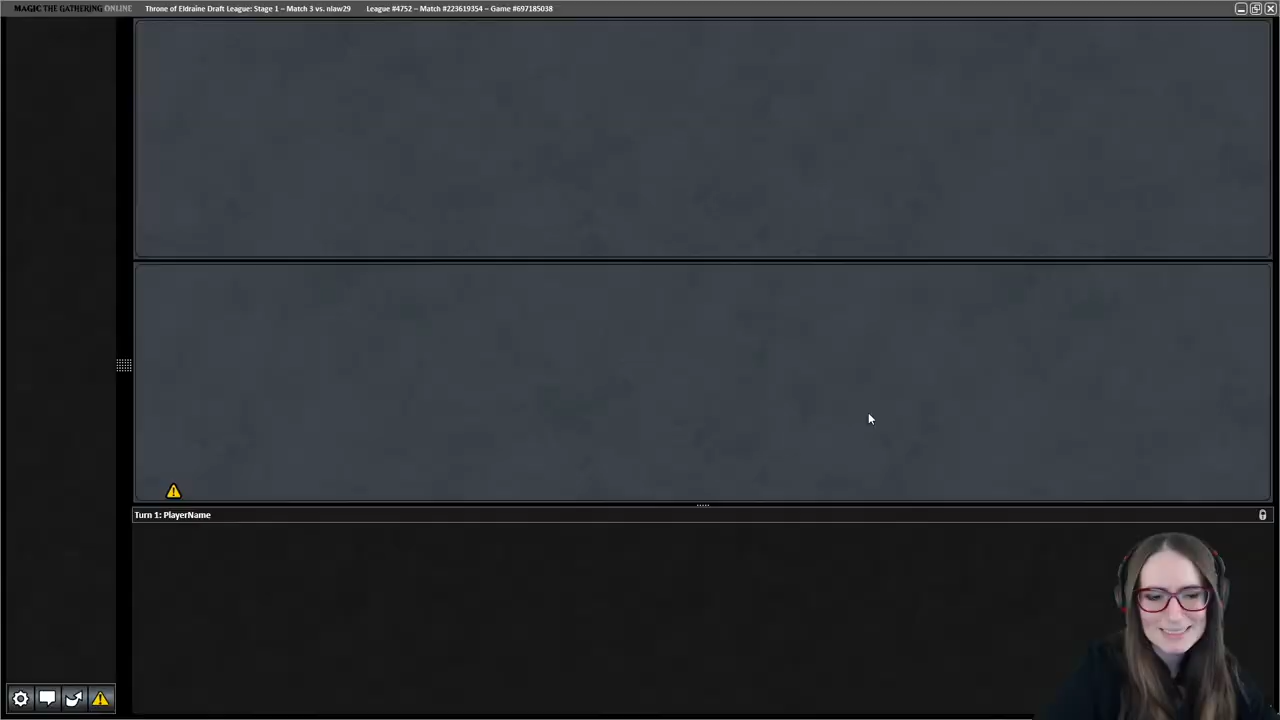 MAGIC THE GATHERING ONLINE Throne of Eldraine Draft League: Stage 1 – Match 3 vs. nlaw29 League #4752 – Match #223619354 – Game #697185038
Turn 1: PlayerName